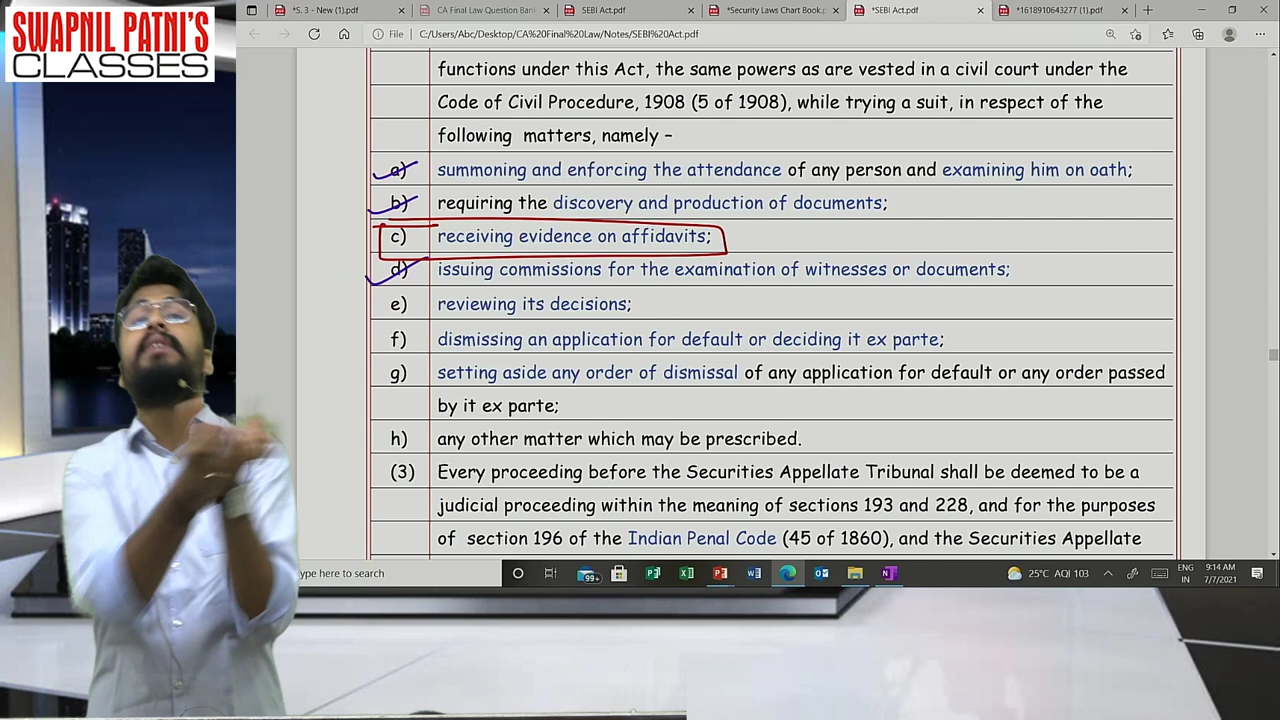 SWAPNIL PATNI'S
CLASSES
*S. 3 - New (1).pdf
CA Final Law Question Bank
SEBI Act.pdf
*Security Laws Chart Book.p
*SEBI Act.pdf
*1618910643277 (1).pdf
File
C:/Users/Abc/Desktop/CA%20Final%20Law/Notes/SEBI%20Act.pdf
functions under this Act, the same powers as are vested in a civil court under the
Code of Civil Procedure, 1908 (5 of 1908), while trying a suit, in respect of the
following matters, namely –
a) summoning and enforcing the attendance of any person and examining him on oath;
b) requiring the discovery and production of documents;
c) receiving evidence on affidavits;
d) issuing commissions for the examination of witnesses or documents;
e) reviewing its decisions;
f) dismissing an application for default or deciding it ex parte;
g) setting aside any order of dismissal of any application for default or any order passed
by it ex parte;
h) any other matter which may be prescribed.
(3) Every proceeding before the Securities Appellate Tribunal shall be deemed to be a
judicial proceeding within the meaning of sections 193 and 228, and for the purposes
of section 196 of the Indian Penal Code (45 of 1860), and the Securities Appellate
ype here to search
99+
25°C AQI 103
ENG
IN
9:14 AM
7/7/2021